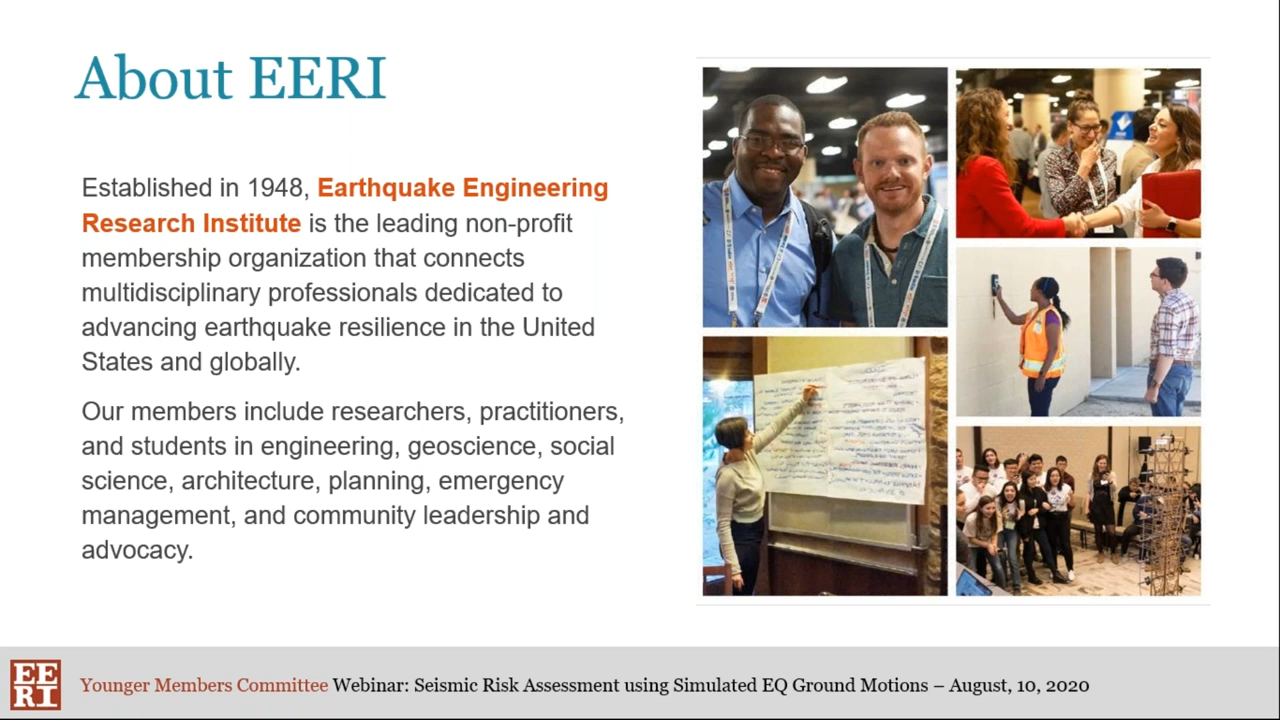 About EERI
Established in 1948, Earthquake Engineering
Research Institute is the leading non-profit
membership organization that connects
multidisciplinary professionals dedicated to
advancing earthquake resilience in the United
States and globally.
Our members include researchers, practitioners,
and students in engineering, geoscience, social
science, architecture, planning, emergency
management, and community leadership and
advocacy.
EE
RI
Younger Members Committee Webinar: Seismic Risk Assessment using Simulated EQ Ground Motions – August, 10, 2020